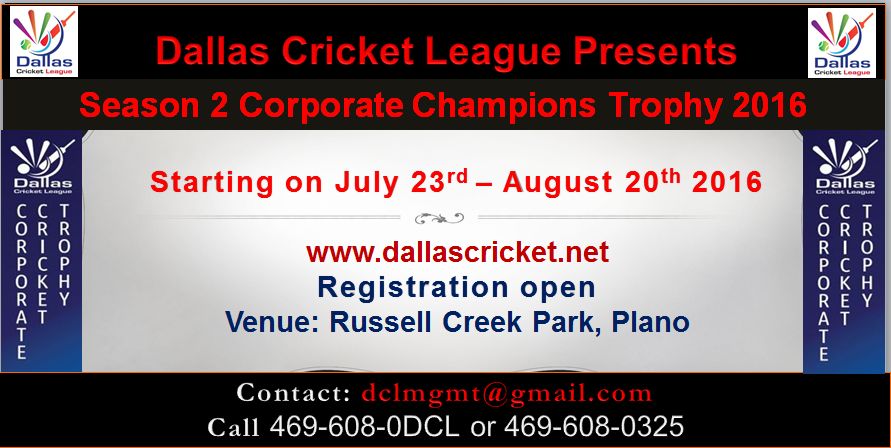 Dallas
Cricket League
Dallas Cricket League Presents
Dallas
Cricket League
Season 2 Corporate Champions Trophy 2016
Dallas
Cricket League
CORPORATE
CRICKET
TROPHY
Starting on July 23rd – August 20th 2016
www.dallascricket.net
Registration open
Venue: Russell Creek Park, Plano
Dallas
Cricket League
CORPORATE
CRICKET
TROPHY
Contact: dclmgmt@gmail.com
Call 469-608-0DCL or 469-608-0325